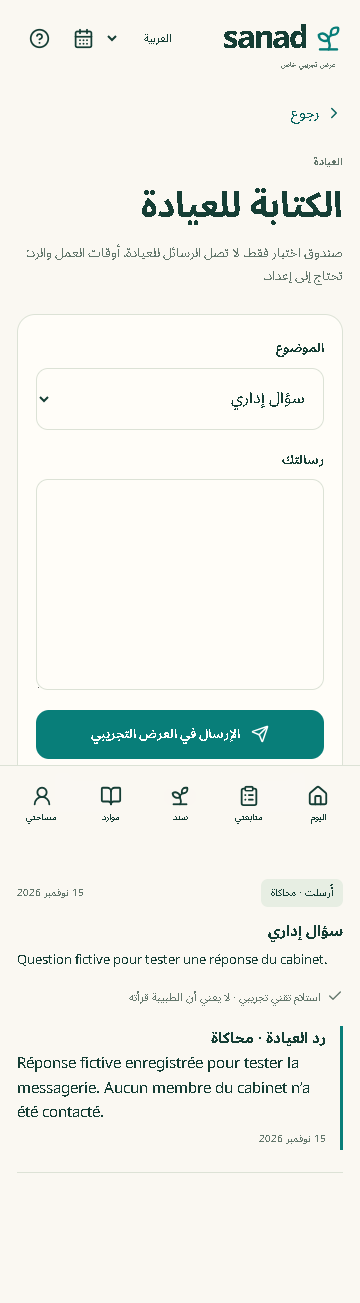 sanad
العربية
عرض تجريبي خاص
رجوع
العيادة
الكتابة للعيادة
صندوق اختبار فقط. لا تصل الرسائل للعيادة. أوقات العمل والرد:
تحتاج إلى إعداد.
الموضوع
سؤال إداري
رسالتك
الإرسال في العرض التجريبي
اليوم
متابعتي
سند
موارد
مساحتي
أُرسلت · محاكاة
15 نوفمبر 2026
سؤال إداري
Question fictive pour tester une réponse du cabinet.
استلام تقني تجريبي · لا يعني أن الطبيبة قرأته
رد العيادة · محاكاة
Réponse fictive enregistrée pour tester la
messagerie. Aucun membre du cabinet n’a
été contacté.
15 نوفمبر 2026